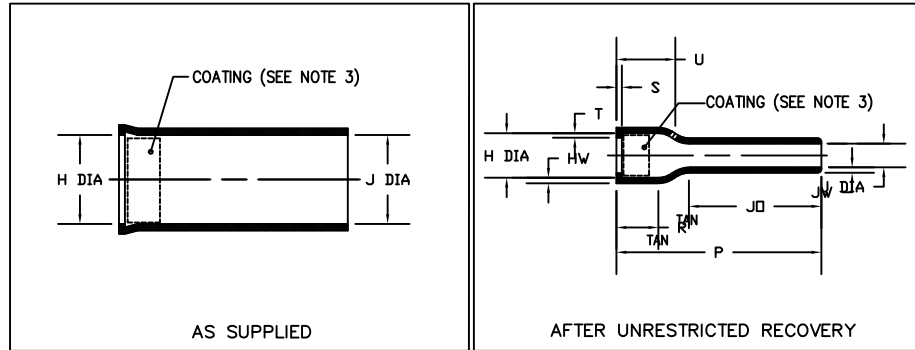 COATING (SEE NOTE 3)
H DIA
J DIA
AS SUPPLIED
U
S
T
COATING (SEE NOTE 3)
H DIA
HW
J DIA
JW
JO
TAN
R
TAN
P
AFTER UNRESTRICTED RECOVERY